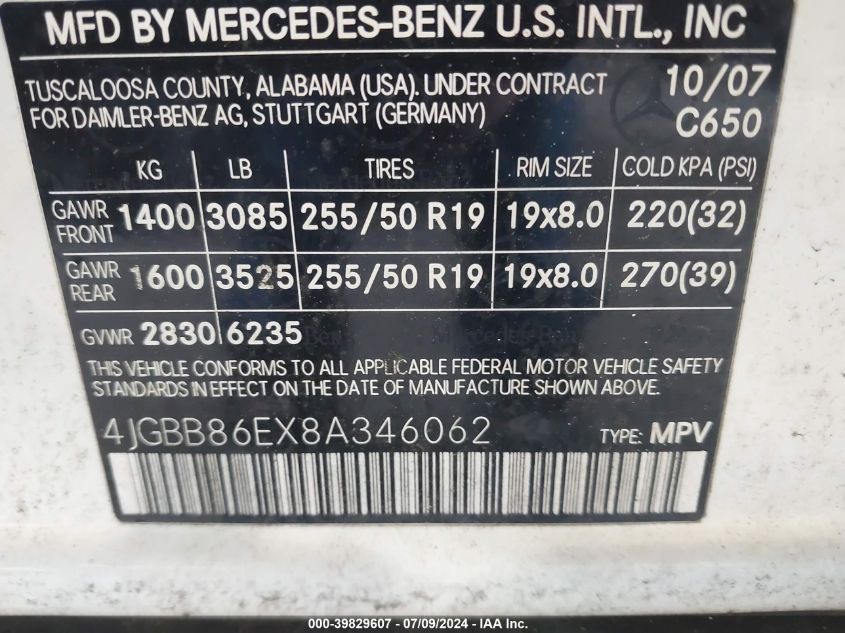 MFD BY MERCEDES-BENZ U.S. INTL., INC
TUSCALOOSA COUNTY, ALABAMA (USA). UNDER CONTRACT 10/07
FOR DAIMLER-BENZ AG, STUTTGART (GERMANY) C650
KG LB TIRES RIM SIZE COLD KPA (PSI)
GAWR FRONT 1400 3085 255/50 R19 19x8.0 220(32)
GAWR REAR 1600 3525 255/50 R19 19x8.0 270(39)
GVWR 2830 6235
THIS VEHICLE CONFORMS TO ALL APPLICABLE FEDERAL MOTOR VEHICLE SAFETY
STANDARDS IN EFFECT ON THE DATE OF MANUFACTURE SHOWN ABOVE.
4JGBB86EX8A346062 TYPE: MPV
000-39829607 - 07/09/2024 - IAA Inc.